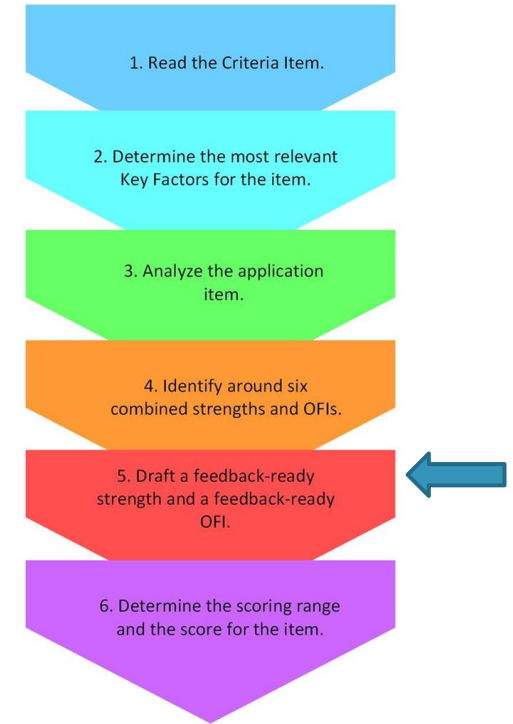 1. Read the Criteria Item.
2. Determine the most relevant
Key Factors for the item.
3. Analyze the application
item.
4. Identify around six
combined strengths and OFIs.
5. Draft a feedback-ready
strength and a feedback-ready
OFI.
6. Determine the scoring range
and the score for the item.